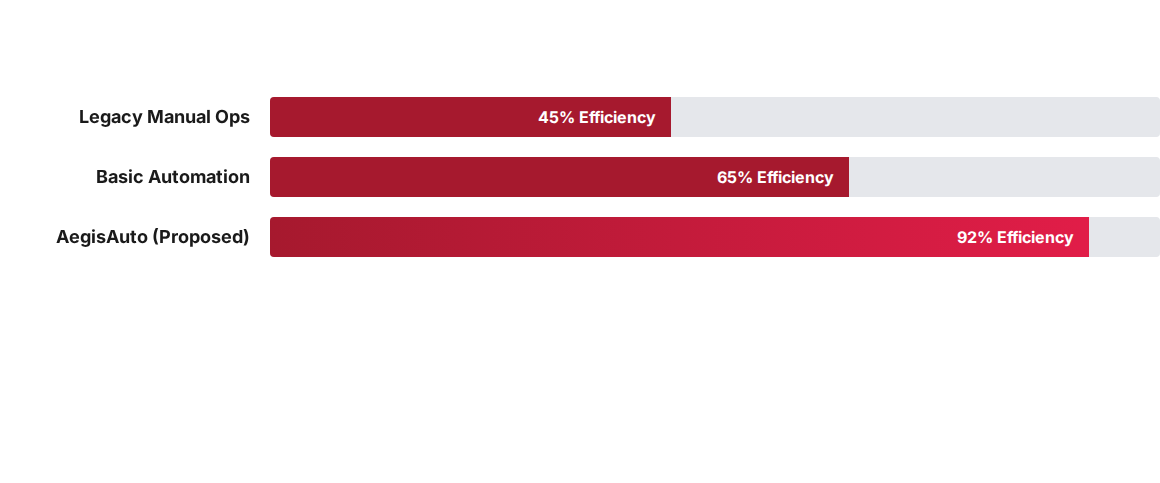 Legacy Manual Ops 45% Efficiency
Basic Automation 65% Efficiency
AegisAuto (Proposed) 92% Efficiency